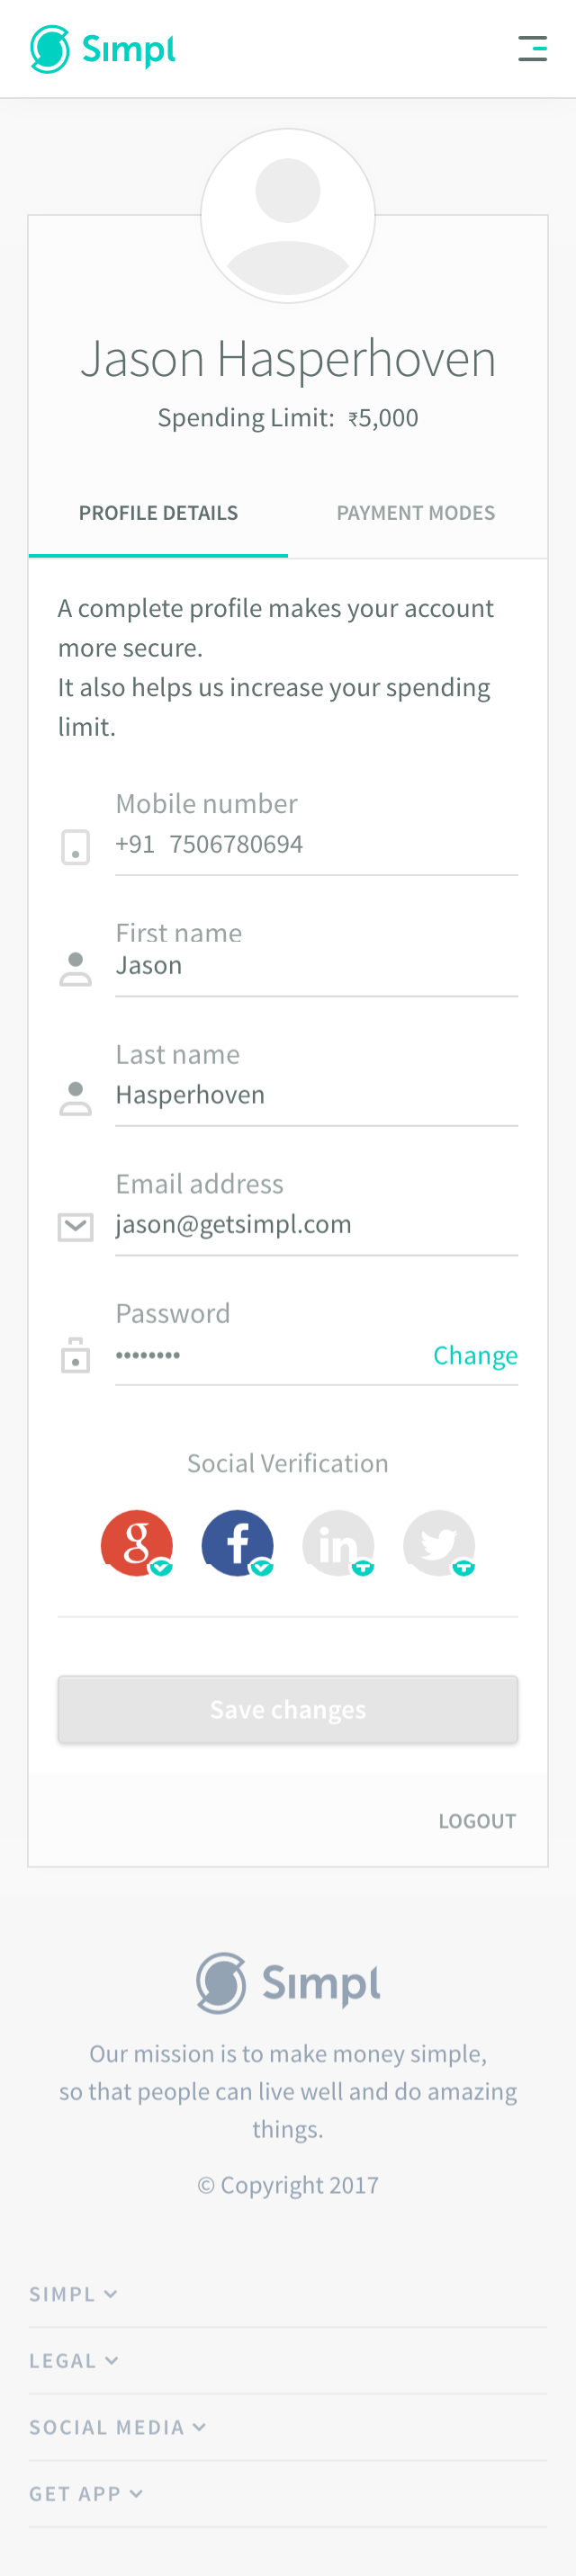 Simpl
Jason Hasperhoven
Spending Limit: ₹5,000
PROFILE DETAILS
PAYMENT MODES
A complete profile makes your account
more secure.
It also helps us increase your spending
limit.
Mobile number
+91 7506780694
First name
Jason
Last name
Hasperhoven
Email address
jason@getsimpl.com
Password
••••••••
Change
Social Verification
g
f
in
Save changes
LOGOUT
Simpl
Our mission is to make money simple,
so that people can live well and do amazing
things.
© Copyright 2017
SIMPL
LEGAL
SOCIAL MEDIA
GET APP